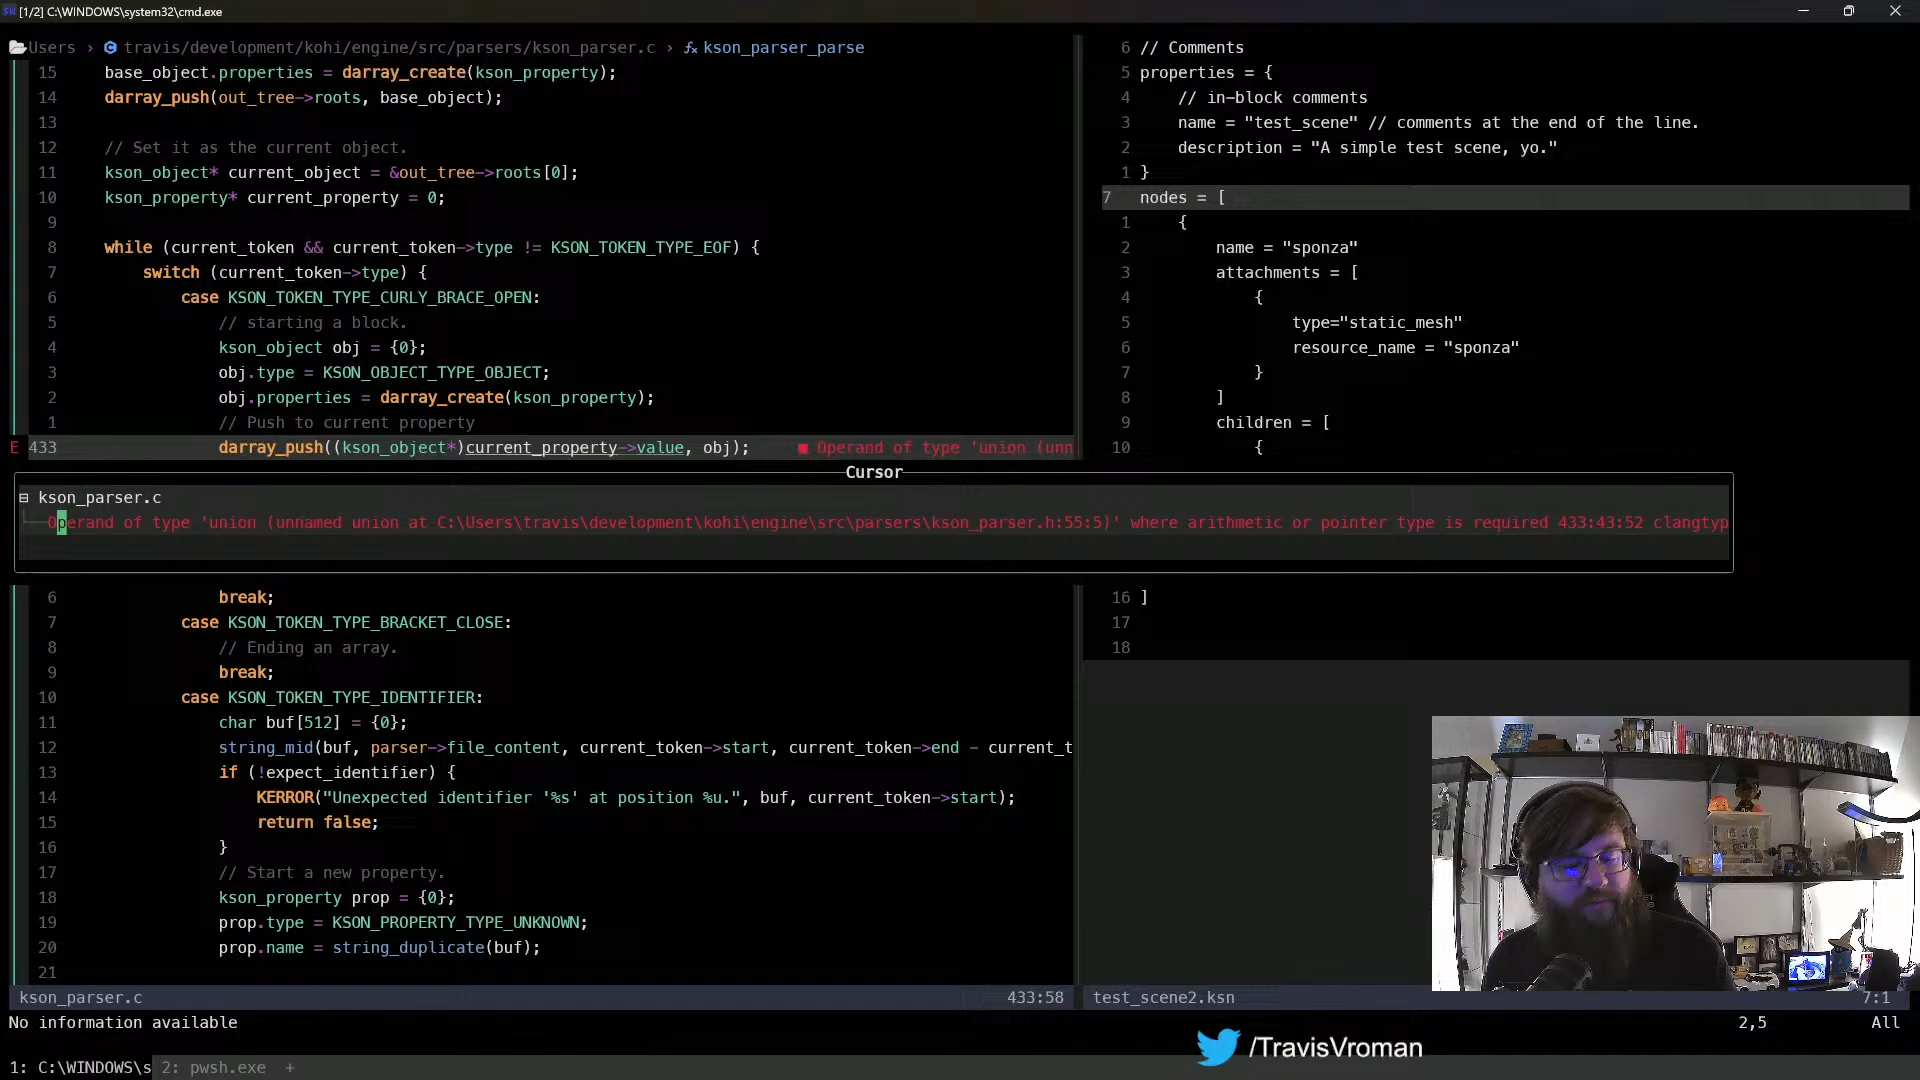 [1/2] C:\WINDOWS\system32\cmd.exe
Users › travis/development/kohi/engine/src/parsers/kson_parser.c › kson_parser_parse
15 base_object.properties = darray_create(kson_property);
14 darray_push(out_tree->roots, base_object);
13
12 // Set it as the current object.
11 kson_object* current_object = &out_tree->roots[0];
10 kson_property* current_property = 0;
9
8 while (current_token && current_token->type != KSON_TOKEN_TYPE_EOF) {
7 switch (current_token->type) {
6 case KSON_TOKEN_TYPE_CURLY_BRACE_OPEN:
5 // starting a block.
4 kson_object obj = {0};
3 obj.type = KSON_OBJECT_TYPE_OBJECT;
2 obj.properties = darray_create(kson_property);
1 // Push to current property
E 433 darray_push((kson_object*)current_property->value, obj); ■ Operand of type 'union (unn
6 // Comments
5 properties = {
4 // in-block comments
3 name = "test_scene" // comments at the end of the line.
2 description = "A simple test scene, yo."
1 }
7 nodes = [
1 {
2 name = "sponza"
3 attachments = [
4 {
5 type="static_mesh"
6 resource_name = "sponza"
7 }
8 ]
9 children = [
10 {
Cursor
kson_parser.c
Operand of type 'union (unnamed union at C:\Users\travis\development\kohi\engine\src\parsers\kson_parser.h:55:5)' where arithmetic or pointer type is required 433:43:52 clangtyp
6 break;
7 case KSON_TOKEN_TYPE_BRACKET_CLOSE:
8 // Ending an array.
9 break;
10 case KSON_TOKEN_TYPE_IDENTIFIER:
11 char buf[512] = {0};
12 string_mid(buf, parser->file_content, current_token->start, current_token->end - current_t
13 if (!expect_identifier) {
14 KERROR("Unexpected identifier '%s' at position %u.", buf, current_token->start);
15 return false;
16 }
17 // Start a new property.
18 kson_property prop = {0};
19 prop.type = KSON_PROPERTY_TYPE_UNKNOWN;
20 prop.name = string_duplicate(buf);
21
16 ]
17
18
kson_parser.c 433:58
test_scene2.ksn 7:1
No information available 2,5 All
/TravisVroman
1: C:\WINDOWS\s 2: pwsh.exe +